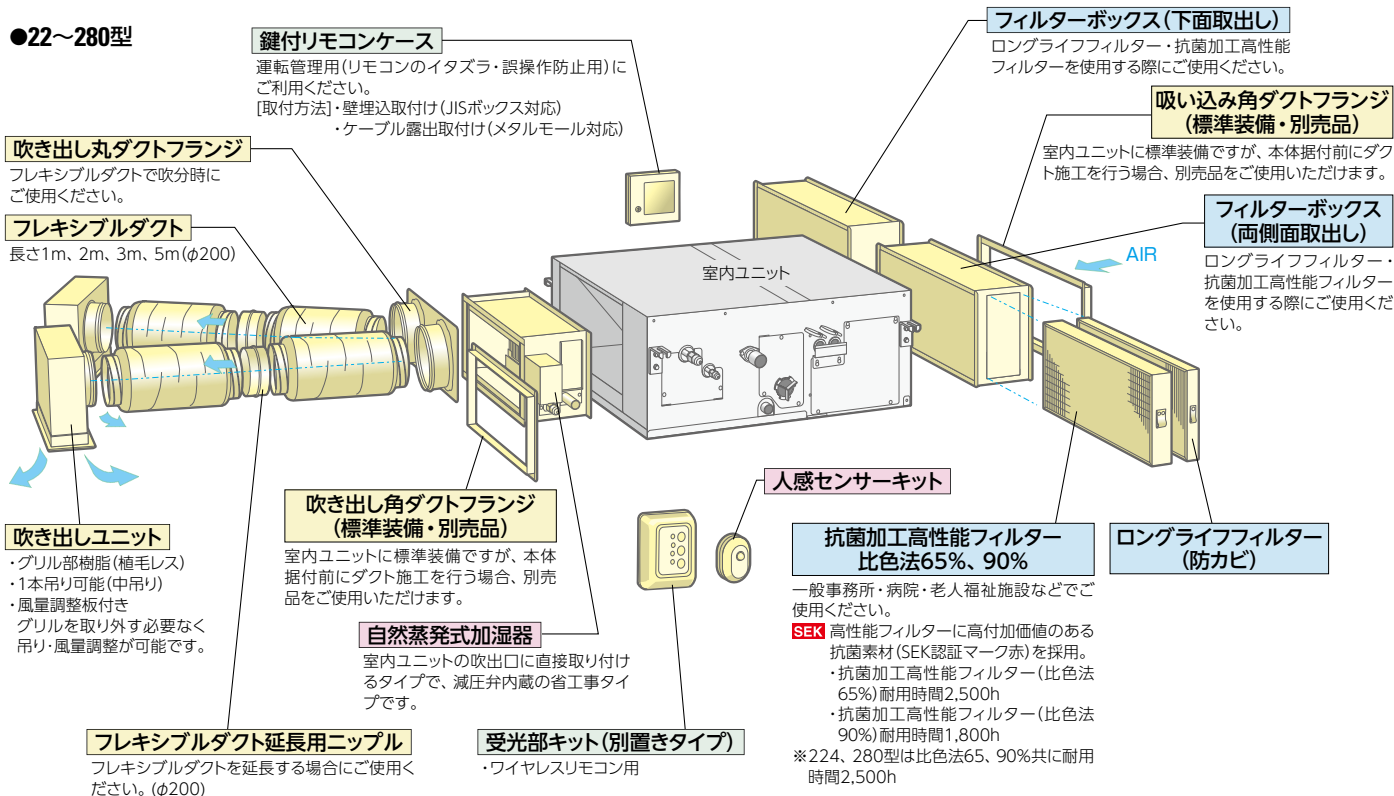 ●22～280型
鍵付リモコンケース
運転管理用(リモコンのイタズラ・誤操作防止用)に
ご利用ください。
[取付方法]・壁埋込取付け(JISボックス対応)
・ケーブル露出取付け(メタルモール対応)
フィルターボックス(下面取出し)
ロングライフフィルター・抗菌加工高性能
フィルターを使用する際にご使用ください。
吸い込み角ダクトフランジ
(標準装備・別売品)
室内ユニットに標準装備ですが、本体据付前にダク
ト施工を行う場合、別売品をご使用いただけます。
フィルターボックス
(両側面取出し)
ロングライフフィルター・
抗菌加工高性能フィルター
を使用する際にご使用くだ
さい。
AIR
吹き出し丸ダクトフランジ
フレキシブルダクトで吹分時に
ご使用ください。
フレキシブルダクト
長さ1m、2m、3m、5m(φ200)
室内ユニット
吹き出しユニット
・グリル部樹脂(植毛レス)
・1本吊り可能(中吊り)
・風量調整板付き
グリルを取り外す必要なく
吊り・風量調整が可能です。
吹き出し角ダクトフランジ
(標準装備・別売品)
室内ユニットに標準装備ですが、本体
据付前にダクト施工を行う場合、別売
品をご使用いただけます。
自然蒸発式加湿器
室内ユニットの吹出口に直接取り付け
るタイプで、減圧弁内蔵の省工事タイ
プです。
フレキシブルダクト延長用ニップル
フレキシブルダクトを延長する場合にご使用く
ださい。(φ200)
人感センサーキット
受光部キット(別置きタイプ)
・ワイヤレスリモコン用
抗菌加工高性能フィルター
比色法65%、90%
一般事務所・病院・老人福祉施設などでご
使用ください。
SEK 高性能フィルターに高付加価値のある
抗菌素材(SEK認証マーク赤)を採用。
・抗菌加工高性能フィルター(比色法
65%)耐用時間2,500h
・抗菌加工高性能フィルター(比色法
90%)耐用時間1,800h
※224、280型は比色法65、90%共に耐用
時間2,500h
ロングライフフィルター
(防カビ)